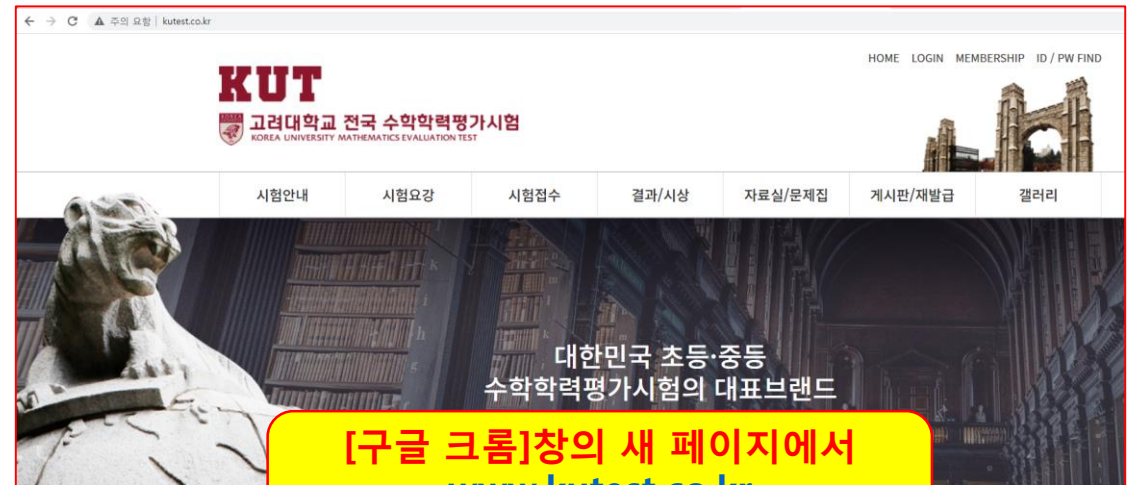 주의 요함 | kutest.co.kr
HOME LOGIN MEMBERSHIP ID / PW FIND
KUT
고려대학교 전국 수학학력평가시험
KOREA UNIVERSITY MATHEMATICS EVALUATION TEST
시험안내 시험요강 시험접수 결과/시상 자료실/문제집 게시판/재발급 갤러리
대한민국 초등·중등
수학학력평가시험의 대표브랜드
[구글 크롬]창의 새 페이지에서
www.kutest.co.kr